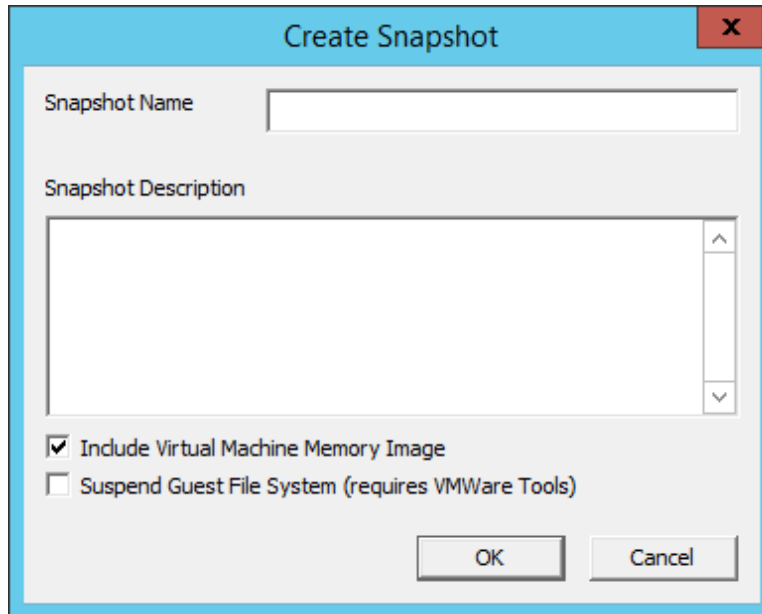 Create Snapshot
x
Snapshot Name
Snapshot Description
Include Virtual Machine Memory Image
Suspend Guest File System (requires VMWare Tools)
OK Cancel